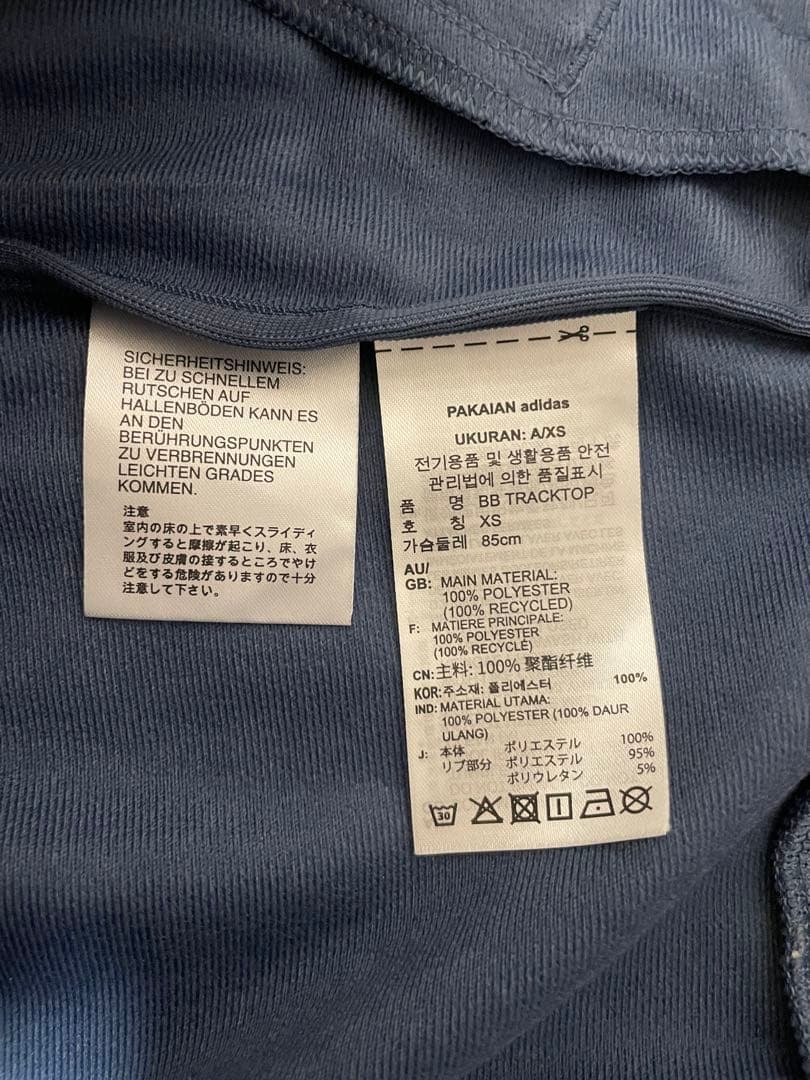 SICHERHEITSHINWEIS:
BEI ZU SCHNELLEM
RUTSCHEN AUF
HALLENBÖDEN KANN ES
AN DEN
BERÜHRUNGSPUNKTEN
ZU VERBRENNUNGEN
LEICHTEN GRADES
KOMMEN.
注意
室内の床の上で素早くスライディ
ングすると摩擦が起こり、床、衣
服及び皮膚の接するところでやけ
どをする危険がありますので十分
注意して下さい。
PAKAIAN adidas
UKURAN: A/XS
전기용품 및 생활용품 안전
관리법에 의한 품질표시
품 명 BB TRACKTOP
호 칭 XS
가슴둘레 85cm
AU/
GB: MAIN MATERIAL:
100% POLYESTER
(100% RECYCLED)
F: MATIERE PRINCIPALE:
100% POLYESTER
(100% RECYCLÉ)
CN:主料: 100% 聚酯纤维
KOR:주소재: 폴리에스터 100%
IND: MATERIAL UTAMA:
100% POLYESTER (100% DAUR
ULANG)
J: 本体 ポリエステル 100%
リブ部分 ポリエステル 95%
ポリウレタン 5%
30